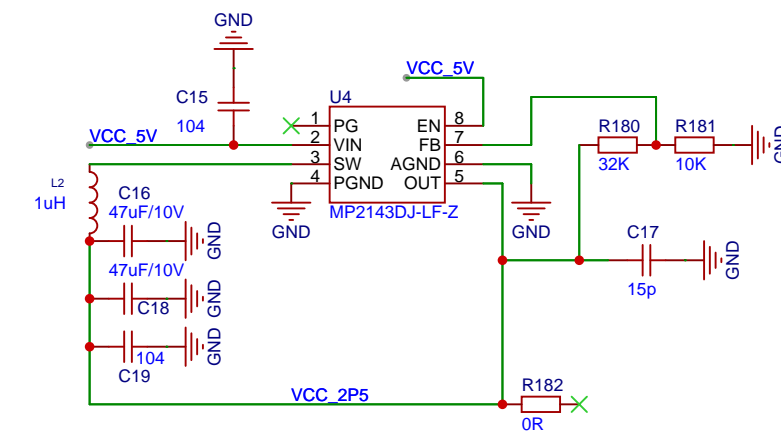 GND
C15
104
VCC_5V
VCC_5V
U4
1 PG
2 VIN
3 SW
4 PGND
EN 8
FB 7
AGND 6
OUT 5
MP2143DJ-LF-Z
GND
GND
R180
32K
R181
10K
GND
L2
1uH
C16
47uF/10V
GND
47uF/10V
C18
GND
104
C19
GND
C17
15p
GND
VCC_2P5
R182
0R